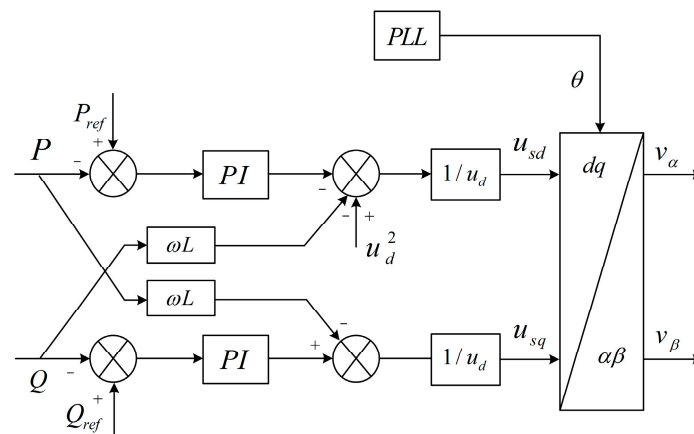 PLL
θ
P_ref
P
+
-
PI
-
-
+
u_d^2
1/u_d
u_sd
dq
v_α
ωL
ωL
Q
-
+
Q_ref
PI
+
-
1/u_d
u_sq
αβ
v_β